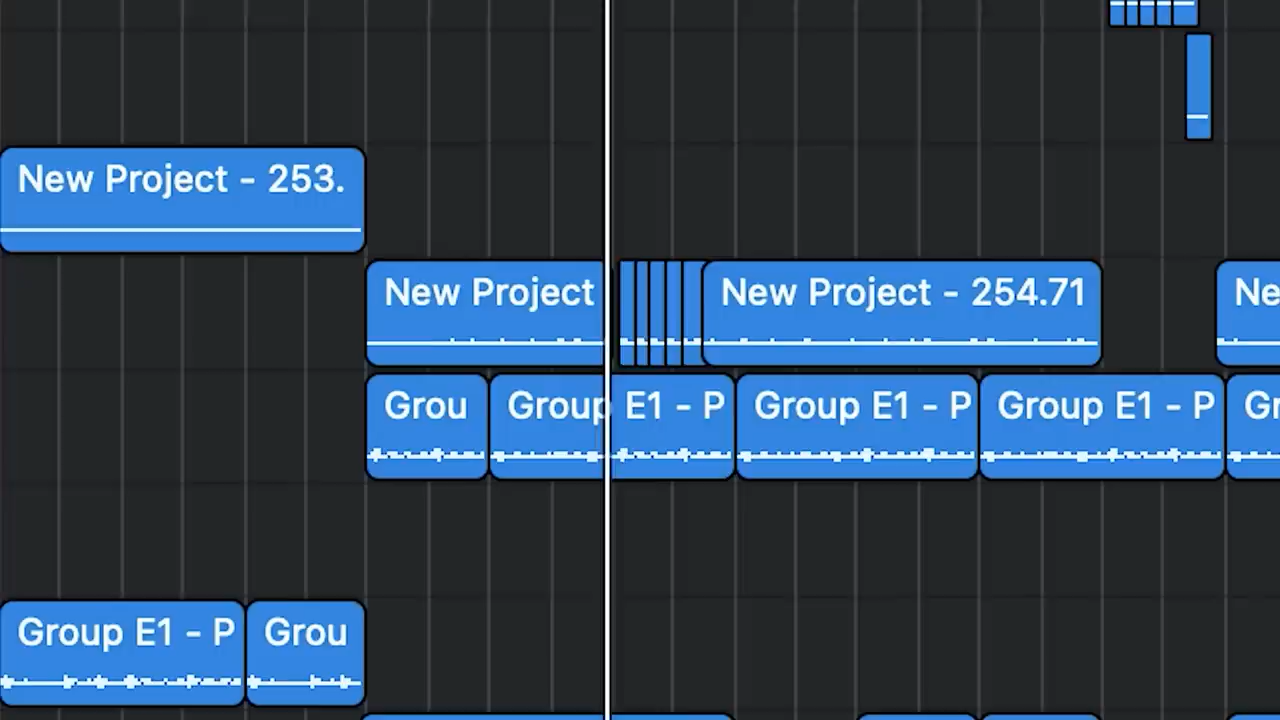 New Project - 253.
New Project
New Project - 254.71
Ne
Grou
Group E1 - P
Group E1 - P
Group E1 - P
Gr
Group E1 - P
Grou